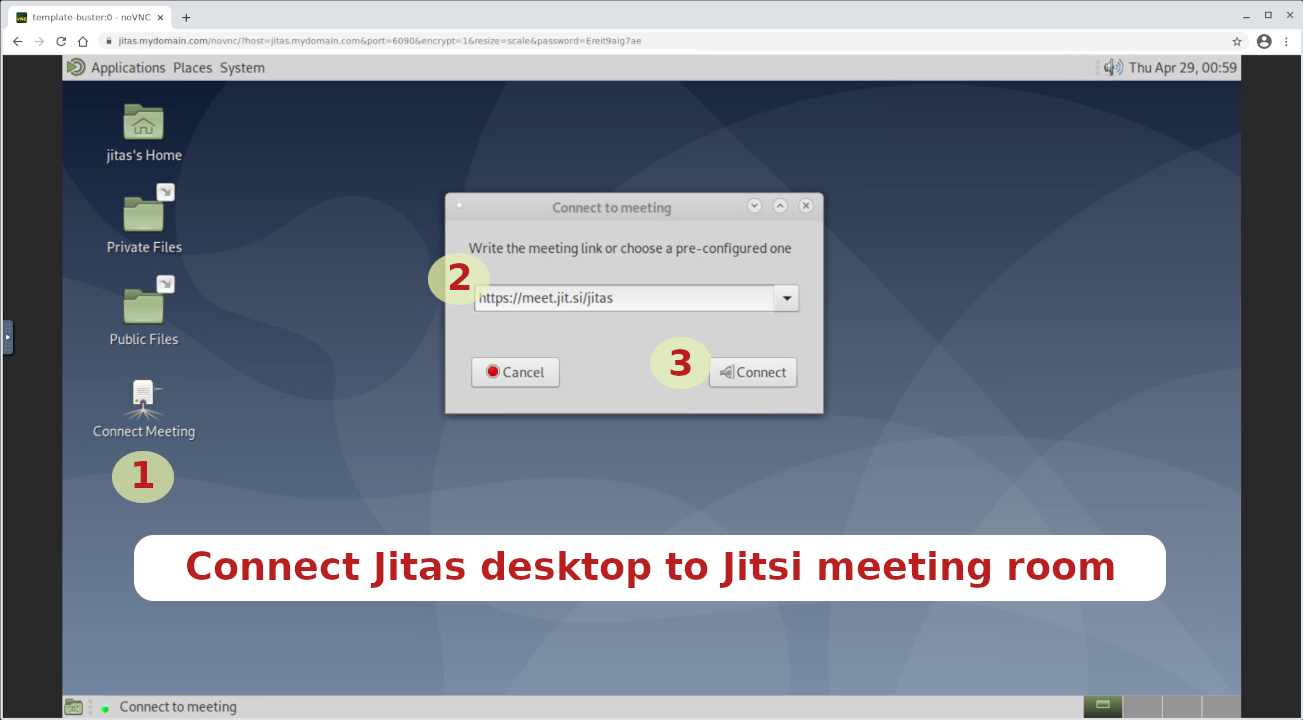 template-buster:0 - noVNC
jitas.mydomain.com/novnc/?host=jitas.mydomain.com&port=6090&encrypt=1&resize=scale&password=Ereit9aig7ae
Applications Places System
Thu Apr 29, 00:59
jitas's Home
Private Files
Public Files
Connect Meeting
1
Connect to meeting
Write the meeting link or choose a pre-configured one
2
https://meet.jit.si/jitas
3
Cancel
Connect
Connect Jitas desktop to Jitsi meeting room
Connect to meeting